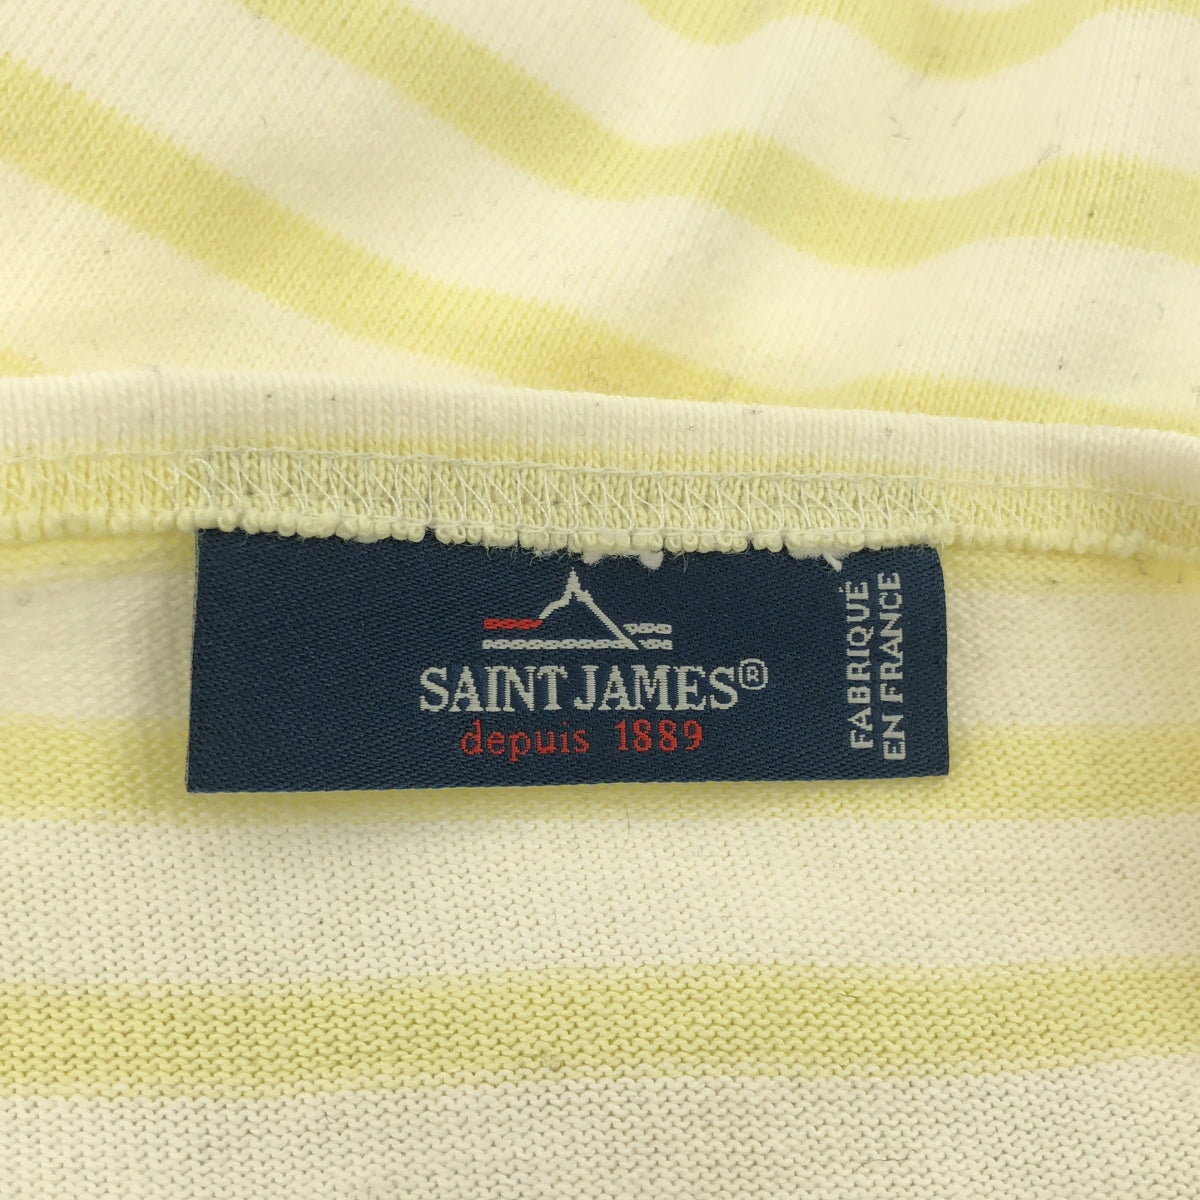 SAINT JAMES®
depuis 1889
FABRIQUÉ
EN FRANCE